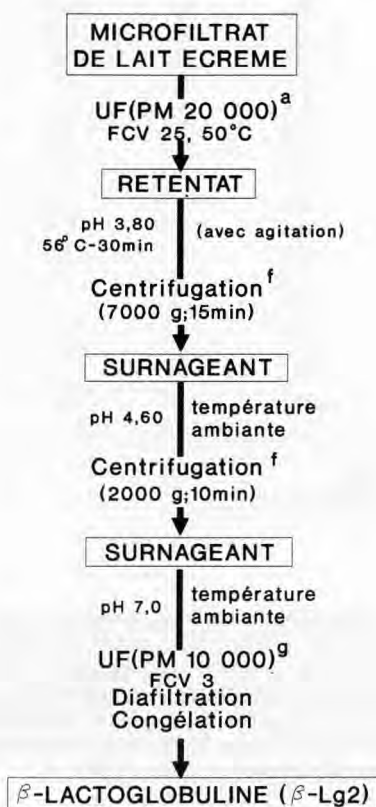 MICROFILTRAT
DE LAIT ECREME
UF(PM 20 000)a
FCV 25, 50°C
RETENTAT
pH 3,80
56°C-30min
(avec agitation)
Centrifugation f
(7000 g;15min)
SURNAGEANT
pH 4,60
température
ambiante
Centrifugation f
(2000 g;10min)
SURNAGEANT
pH 7,0
température
ambiante
UF(PM 10 000)g
FCV 3
Diafiltration
Congélation
β-LACTOGLOBULINE (β-Lg2)